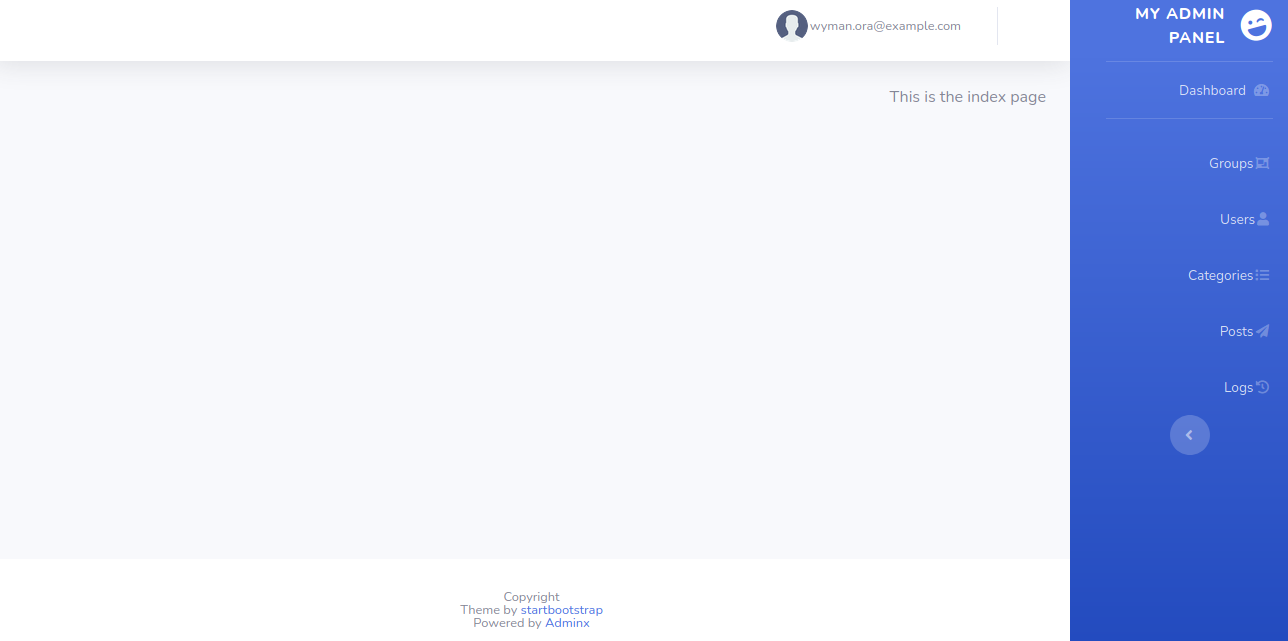 wyman.ora@example.com
MY ADMIN
PANEL
Dashboard
Groups
Users
Categories
Posts
Logs
This is the index page
Copyright
Theme by startbootstrap
Powered by Adminx